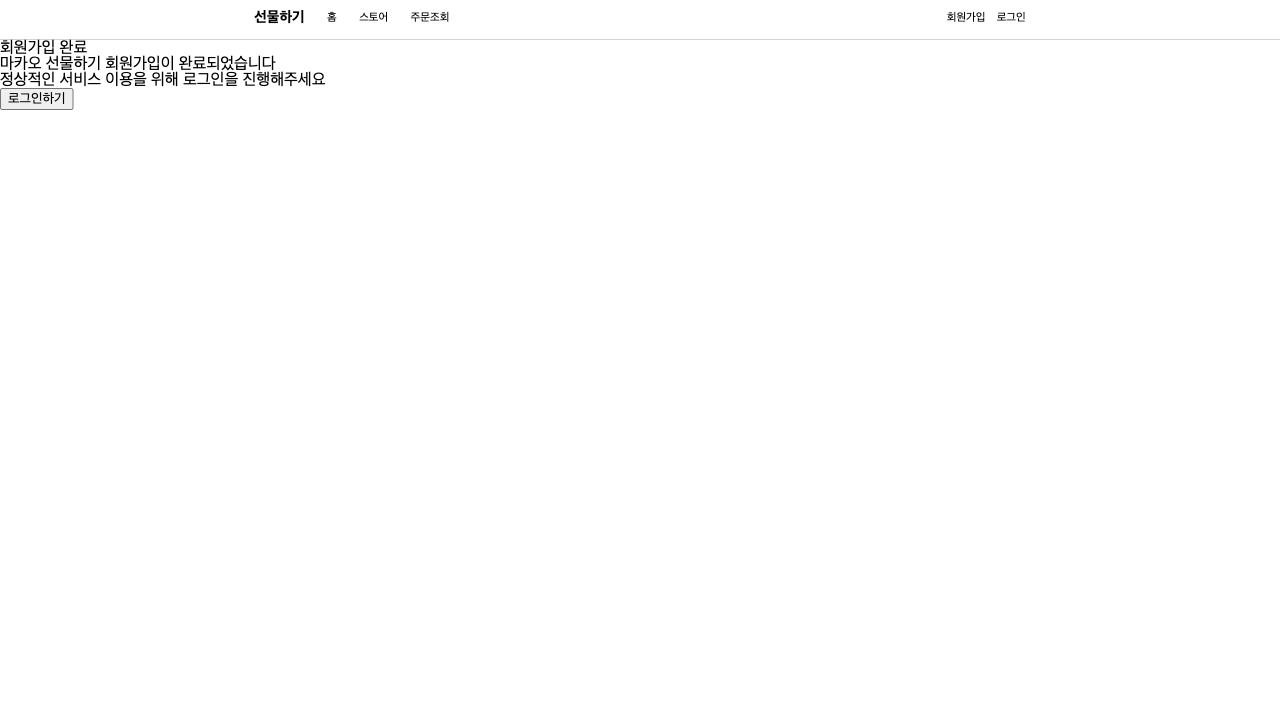 선물하기 홈 스토어 주문조회 회원가입 로그인
회원가입 완료
마카오 선물하기 회원가입이 완료되었습니다
정상적인 서비스 이용을 위해 로그인을 진행해주세요
로그인하기